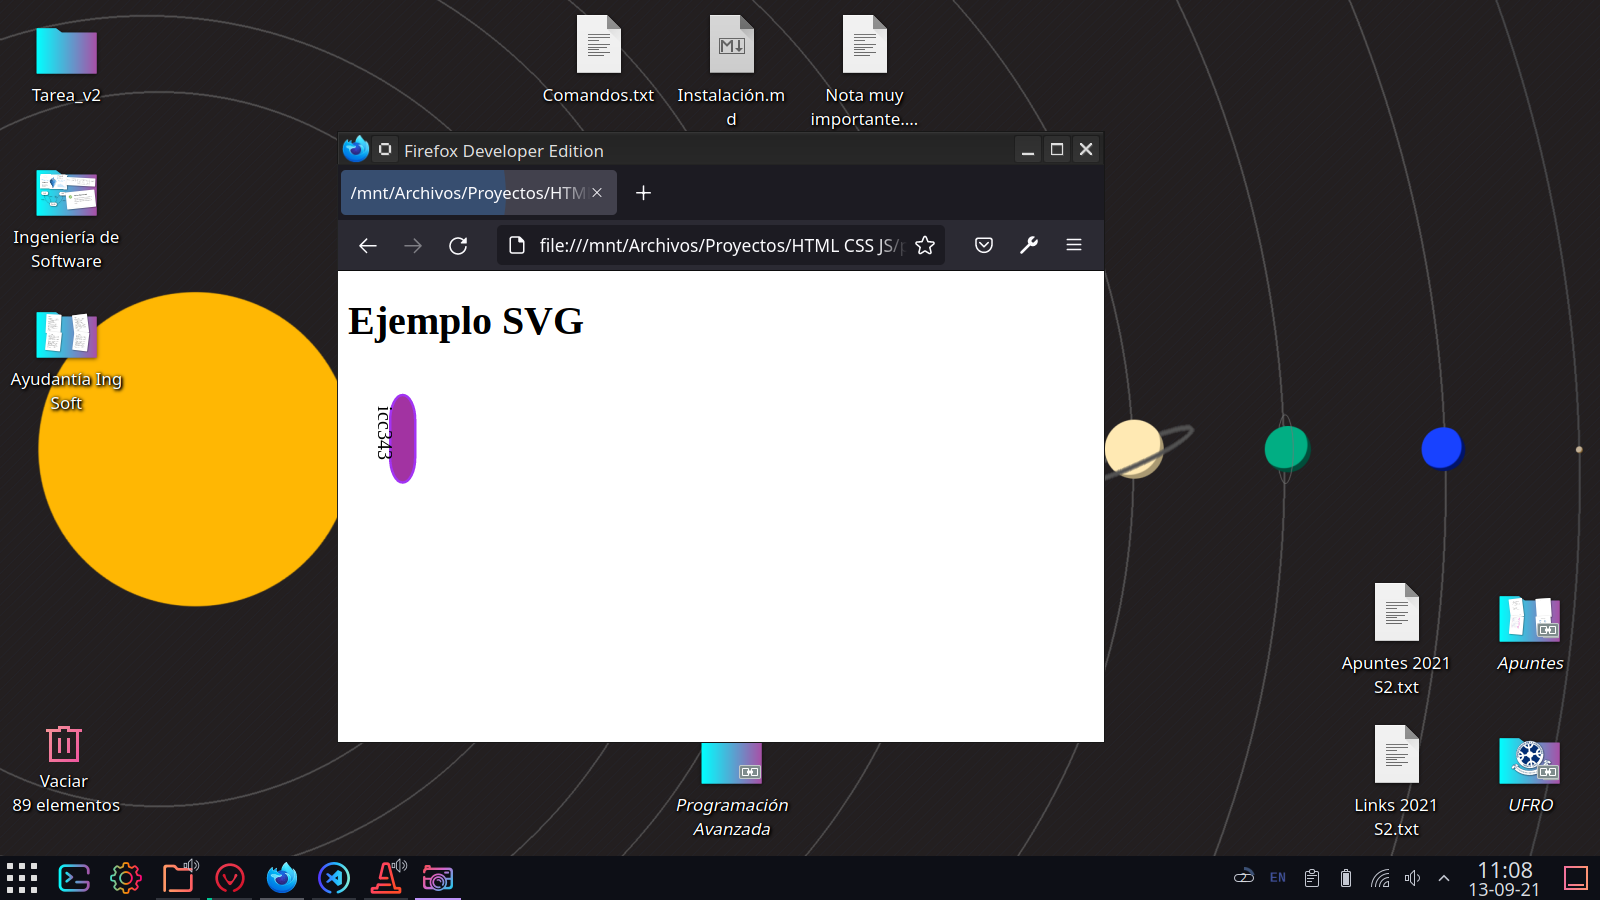 Tarea_v2
Comandos.txt
Instalación.m
d
Nota muy
importante....
Firefox Developer Edition
/mnt/Archivos/Proyectos/HTM
file:///mnt/Archivos/Proyectos/HTML CSS JS/p
Ingeniería de
Software
Ejemplo SVG
Ayudantía Ing
Soft
icc343
Apuntes 2021
S2.txt
Apuntes
Vaciar
89 elementos
Programación
Avanzada
Links 2021
S2.txt
UFRO
EN
11:08
13-09-21